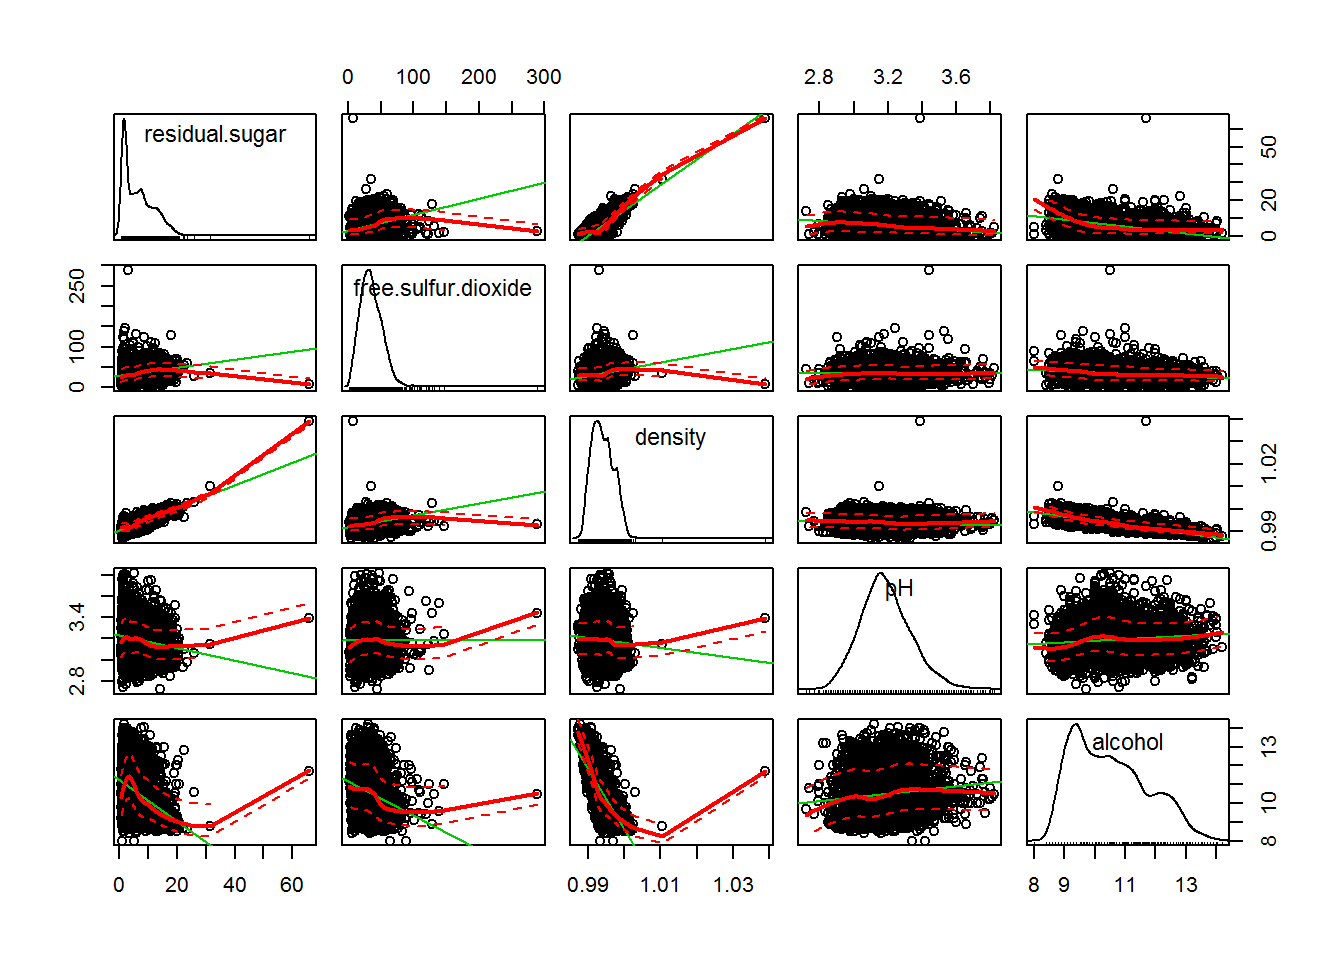 0 100 200 300
2.8 3.2 3.6
residual.sugar
0 20 50
0 100 250
free.sulfur.dioxide
density
0.99 1.02
2.8 3.4
pH
alcohol
8 10 13
0 20 40 60
0.99 1.01 1.03
8 9 11 13